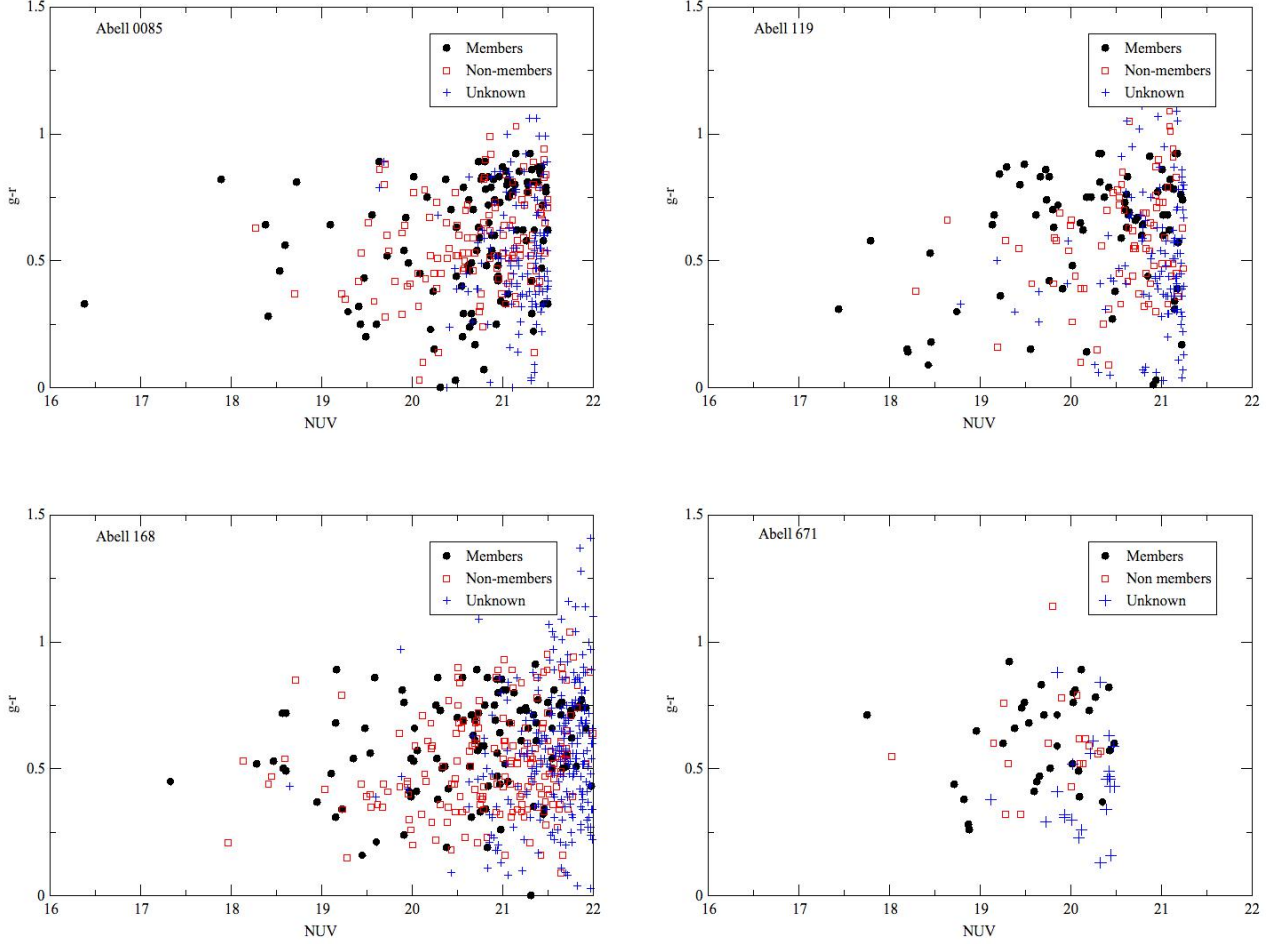 1.5
Abell 0085
Members
Non-members
Unknown
1
g-r
0.5
0
16 17 18 19 20 21 22
NUV
1.5
Abell 119
Members
Non-members
Unknown
1
g-r
0.5
0
16 17 18 19 20 21 22
NUV
1.5
Abell 168
Members
Non-members
Unknown
1
g-r
0.5
0
16 17 18 19 20 21 22
NUV
1.5
Abell 671
Members
Non members
Unknown
1
g-r
0.5
0
16 17 18 19 20 21 22
NUV